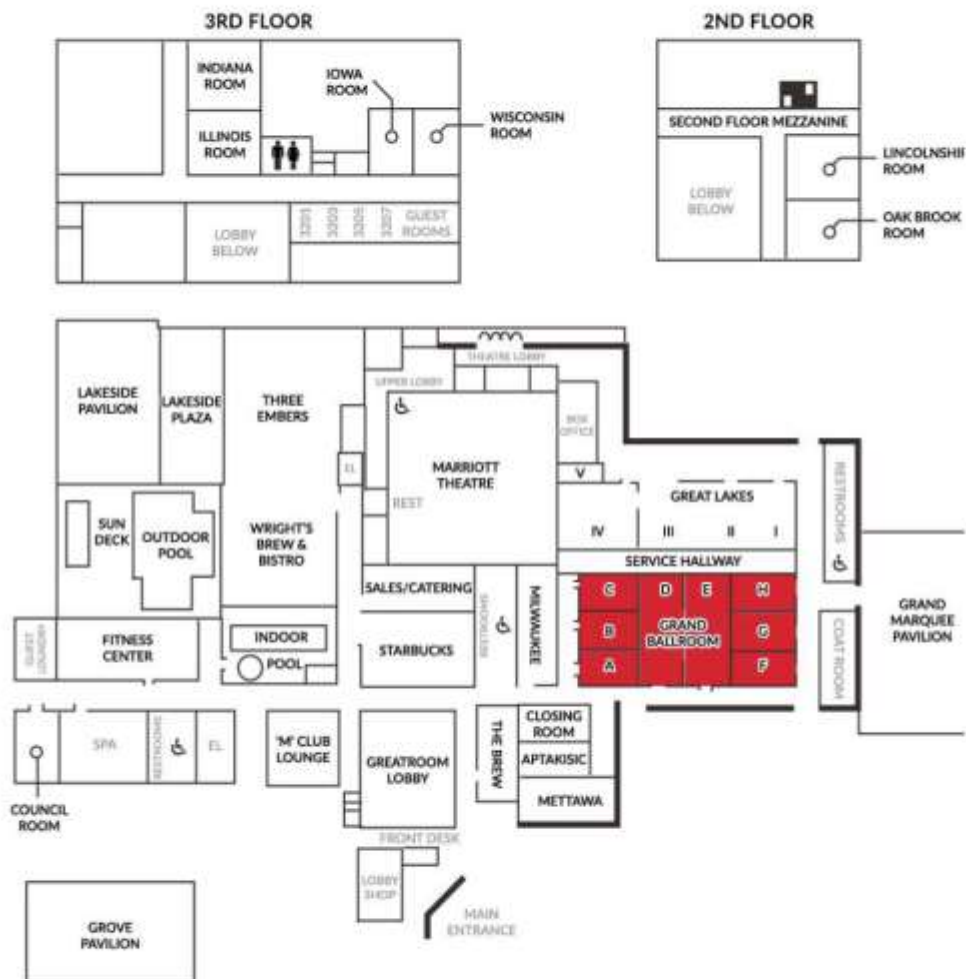 3RD FLOOR
2ND FLOOR
INDIANA
ROOM
IOWA
ROOM
WISCONSIN
ROOM
ILLINOIS
ROOM
3201
3203
3205
3207
GUEST
ROOMS
LOBBY
BELOW
SECOND FLOOR MEZZANINE
LINCOLNSHIR
ROOM
LOBBY
BELOW
OAK BROOK
ROOM
LAKESIDE
PAVILION
LAKESIDE
PLAZA
THREE
EMBERS
UPPER LOBBY
THEATRE LOBBY
BOX
OFFICE
EL
MARRIOTT
THEATRE
REST
V
GREAT LAKES
IV
III
II
I
RESTROOMS
SUN
DECK
OUTDOOR
POOL
WRIGHT'S
BREW &
BISTRO
SERVICE HALLWAY
SALES/CATERING
RESTROOMS
MILWAUKEE
C
D
E
H
B
GRAND
BALLROOM
G
A
F
GRAND
MARQUEE
PAVILION
COAT ROOM
GUEST
LOUNDRY
FITNESS
CENTER
INDOOR
POOL
STARBUCKS
SPA
RESTROOMS
EL
'M' CLUB
LOUNGE
GREATROOM
LOBBY
THE BREW
CLOSING
ROOM
APTAKISIC
METTAWA
COUNCIL
ROOM
FRONT DESK
LOBBY
SHOP
MAIN
ENTRANCE
GROVE
PAVILION